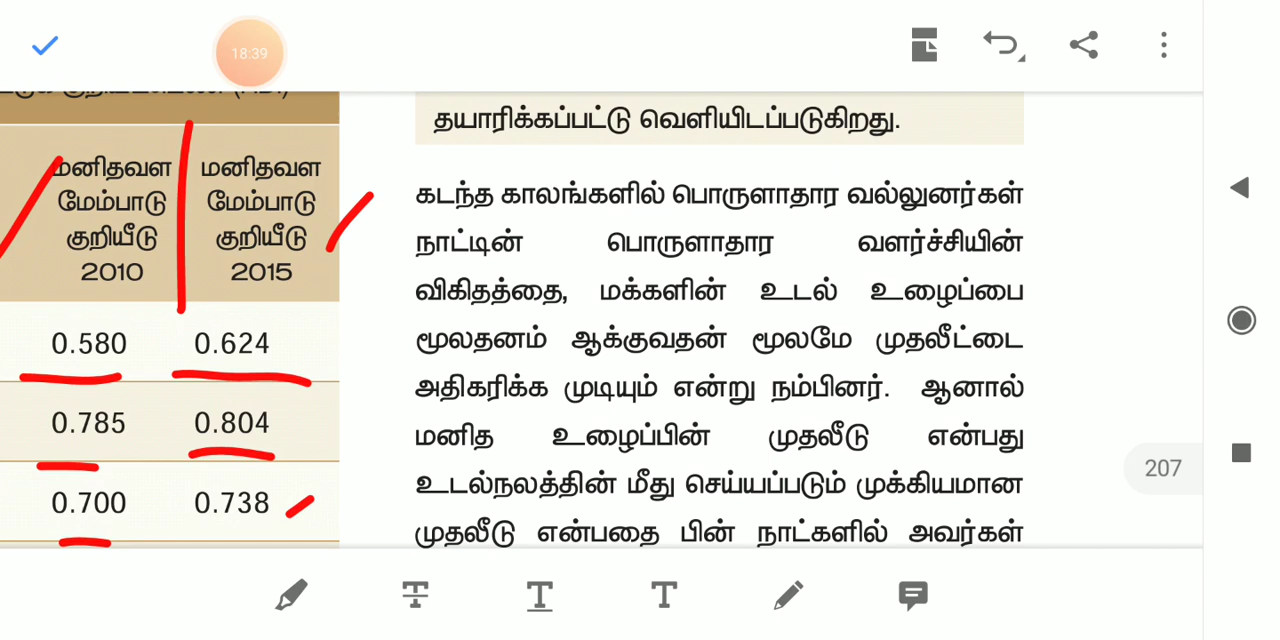 18:39
மனிதவள மேம்பாடு குறியீடு 2010
மனிதவள மேம்பாடு குறியீடு 2015
0.580 0.624
0.785 0.804
0.700 0.738
தயாரிக்கப்பட்டு வெளியிடப்படுகிறது.
கடந்த காலங்களில் பொருளாதார வல்லுனர்கள்
நாட்டின் பொருளாதார வளர்ச்சியின்
விகிதத்தை, மக்களின் உடல் உழைப்பை
மூலதனம் ஆக்குவதன் மூலமே முதலீட்டை
அதிகரிக்க முடியும் என்று நம்பினர். ஆனால்
மனித உழைப்பின் முதலீடு என்பது
உடல்நலத்தின் மீது செய்யப்படும் முக்கியமான
முதலீடு என்பதை பின் நாட்களில் அவர்கள்
207